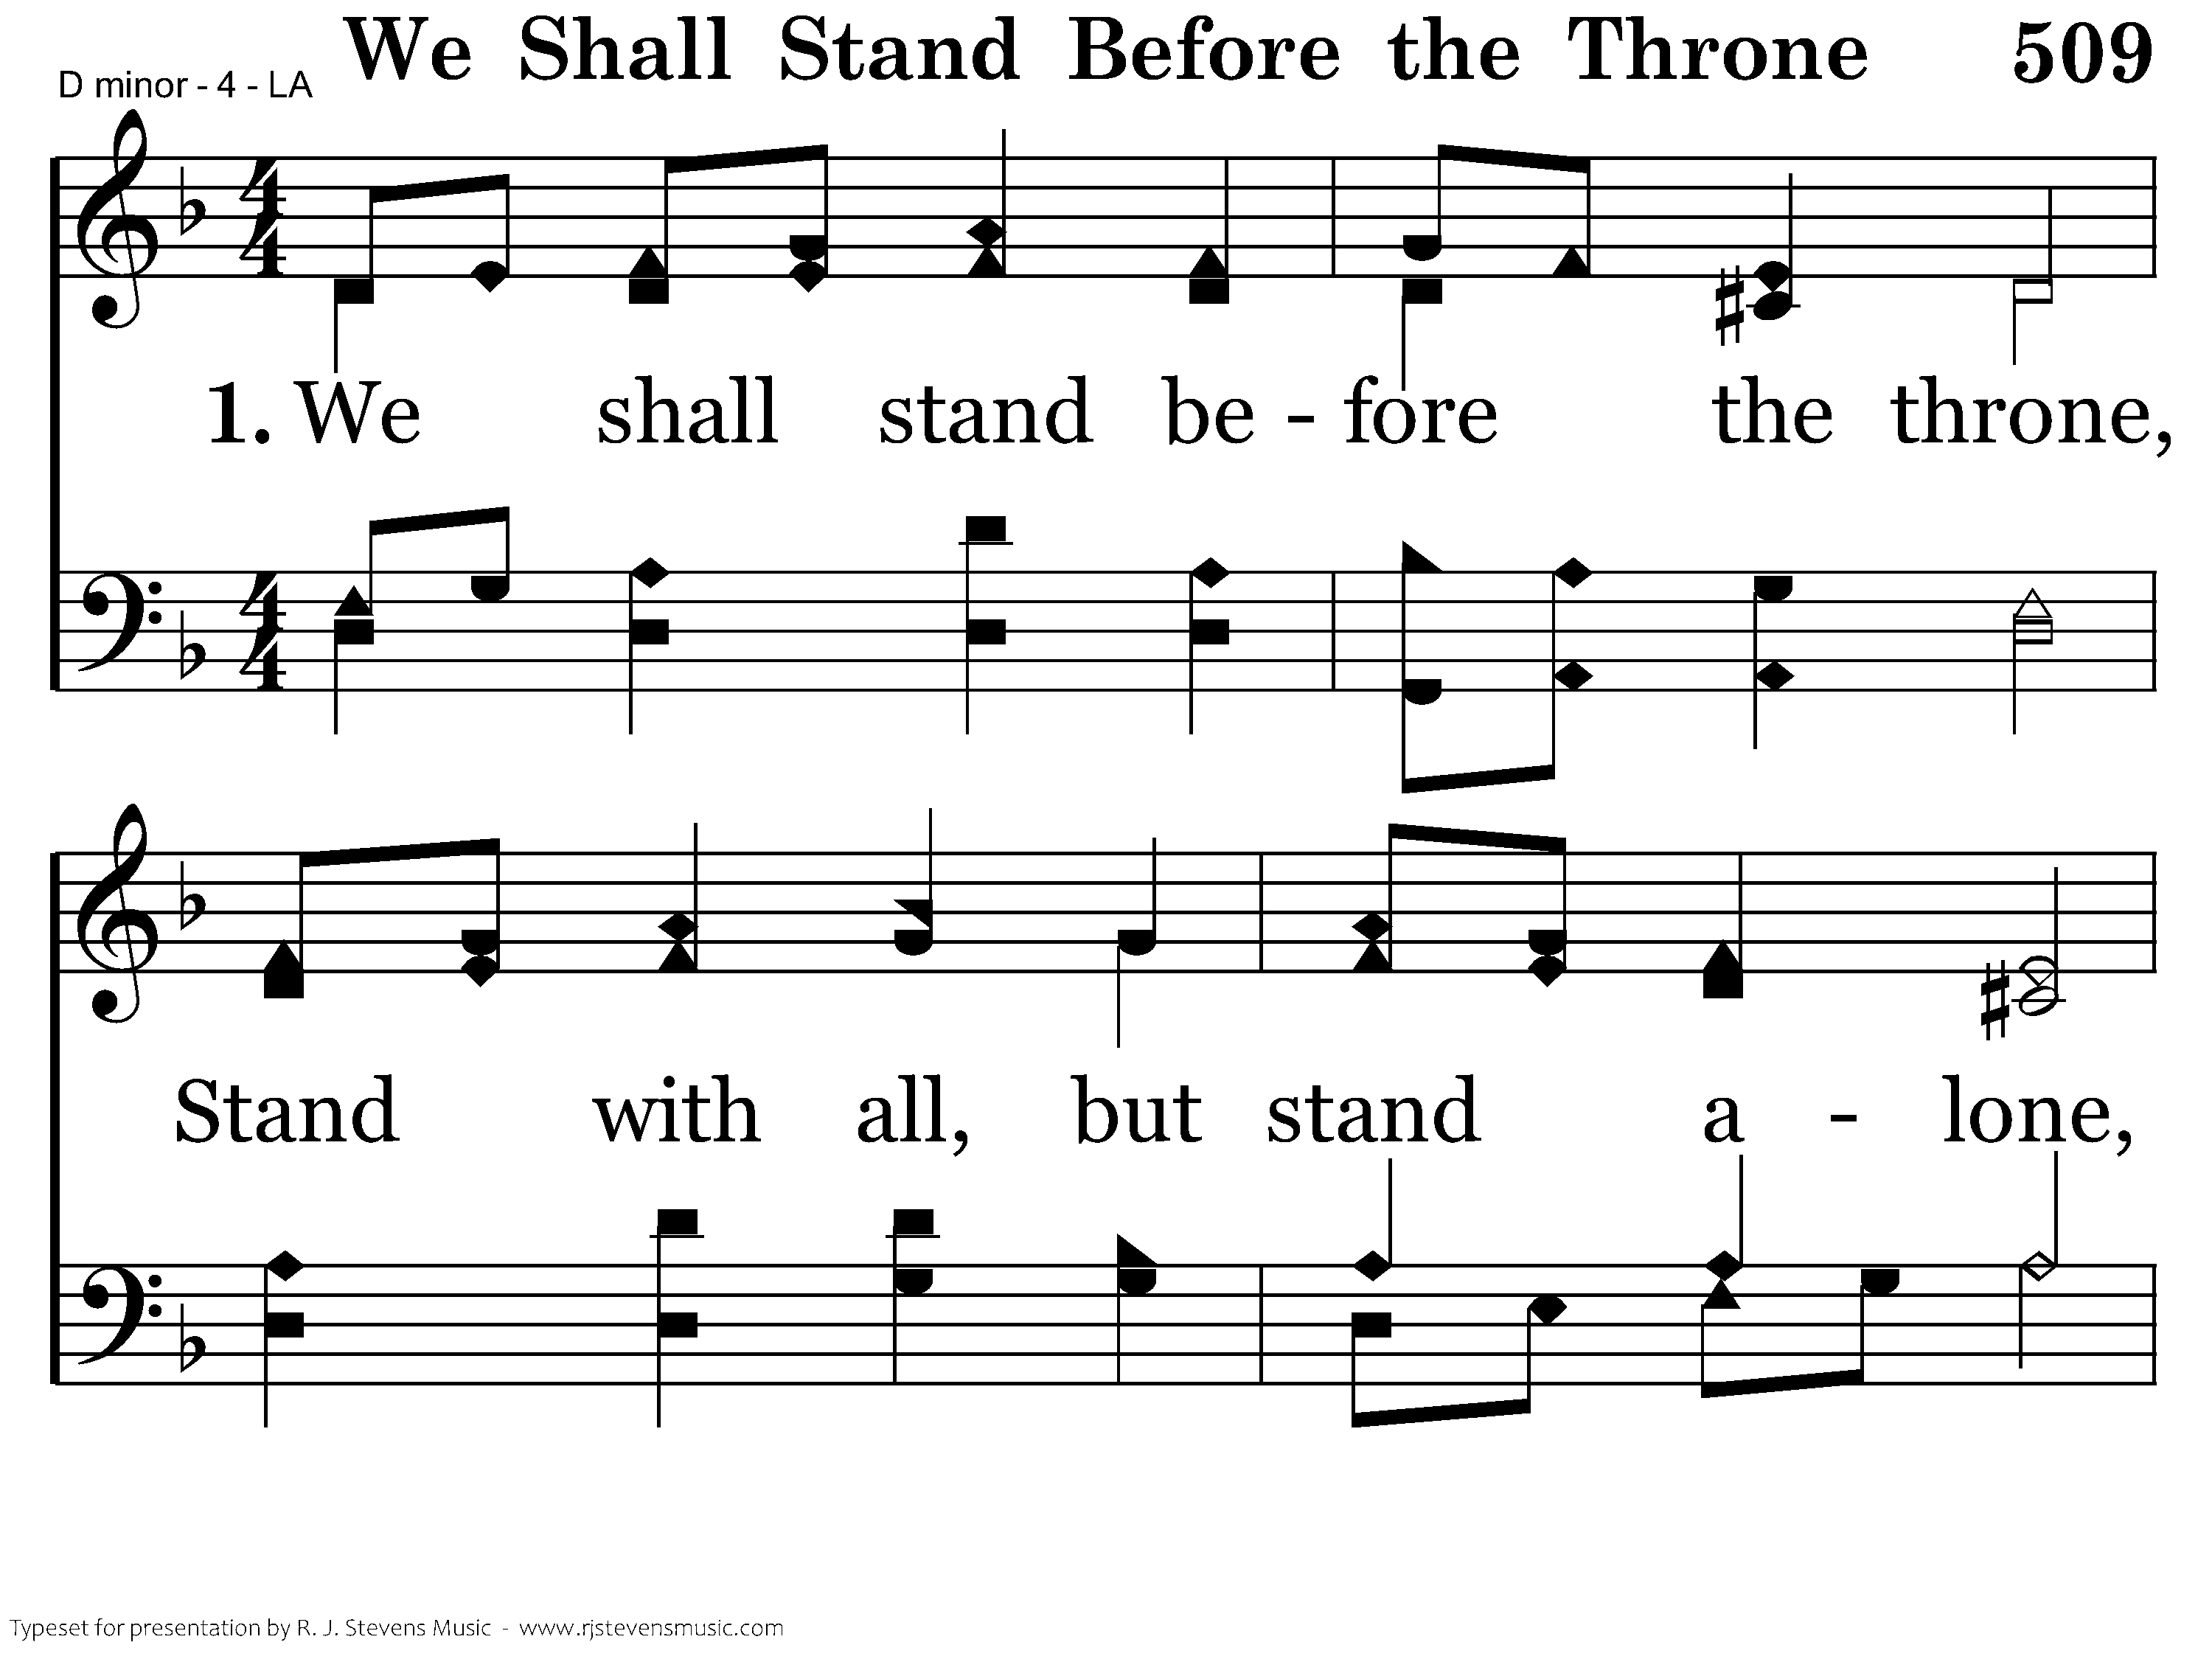 We Shall Stand Before the Throne 509
D minor - 4 - LA
1. We shall stand be - fore the throne,
Stand with all, but stand a - lone,
Typeset for presentation by R. J. Stevens Music - www.rjstevensmusic.com